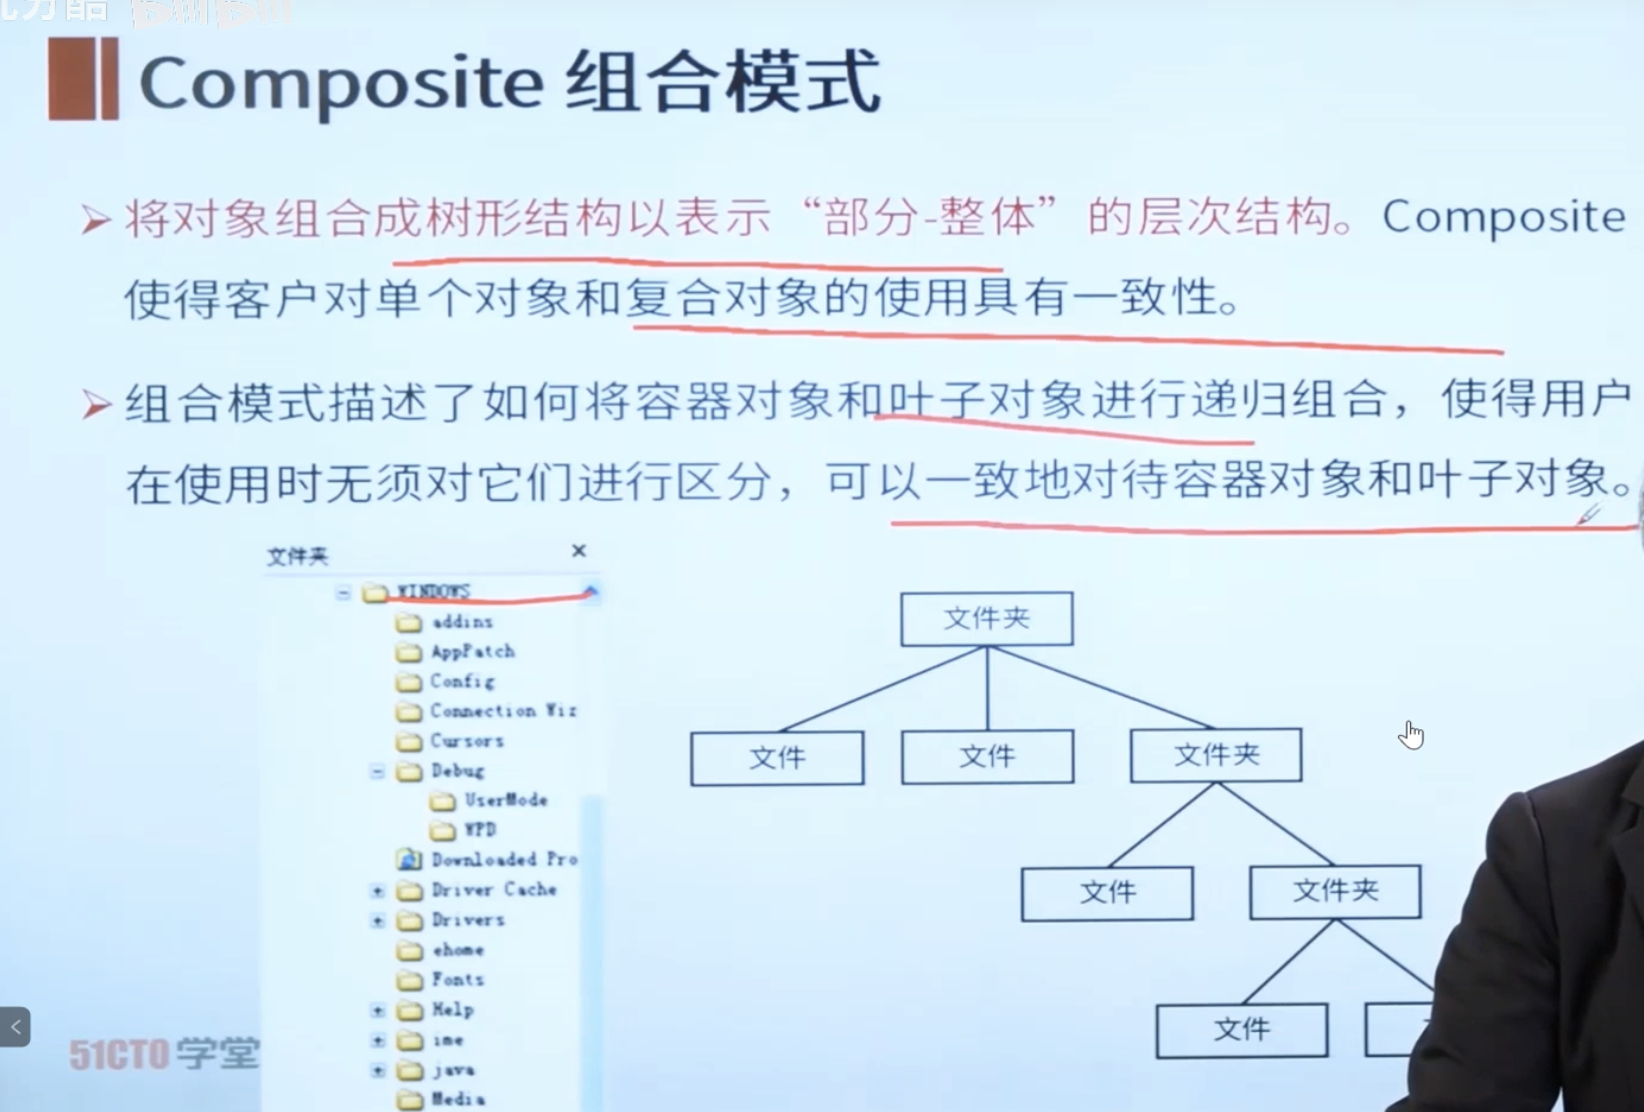 Composite 组合模式
将对象组合成树形结构以表示“部分-整体”的层次结构。Composite
使得客户对单个对象和复合对象的使用具有一致性。
组合模式描述了如何将容器对象和叶子对象进行递归组合，使得用户
在使用时无须对它们进行区分，可以一致地对待容器对象和叶子对象。
文件夹
WINDOWS
addins
AppPatch
Config
Connection Wiz
Cursors
Debug
UserMode
WPD
Downloaded Pro
Driver Cache
Drivers
ehome
Fonts
Help
ime
java
Media
文件夹
文件 文件 文件夹
文件 文件夹
文件
51CTO学堂